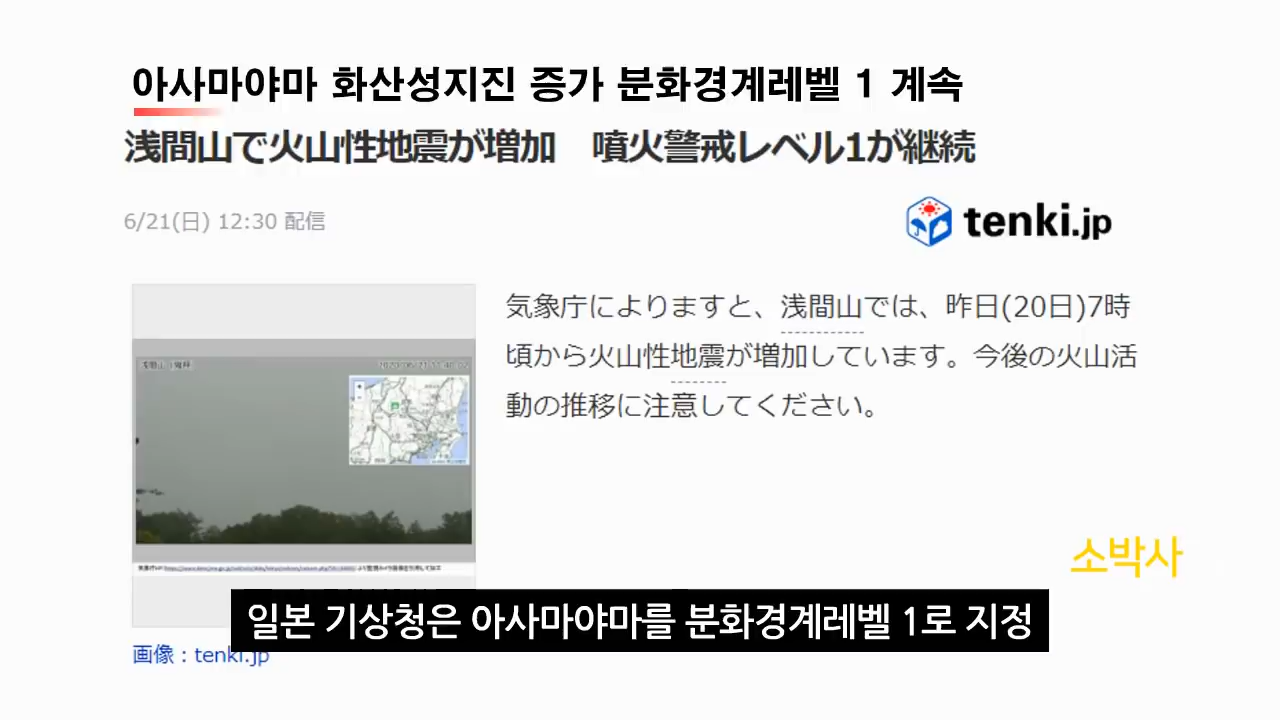 아사마야마 화산성지진 증가 분화경계레벨 1 계속
浅間山で火山性地震が増加 噴火警戒レベル1が継続
6/21(日) 12:30 配信
tenki.jp
気象庁によりますと、浅間山では、昨日(20日)7時
頃から火山性地震が増加しています。今後の火山活
動の推移に注意してください。
浅間山
소박사
일본 기상청은 아사마야마를 분화경계레벨 1로 지정
画像：tenki.jp